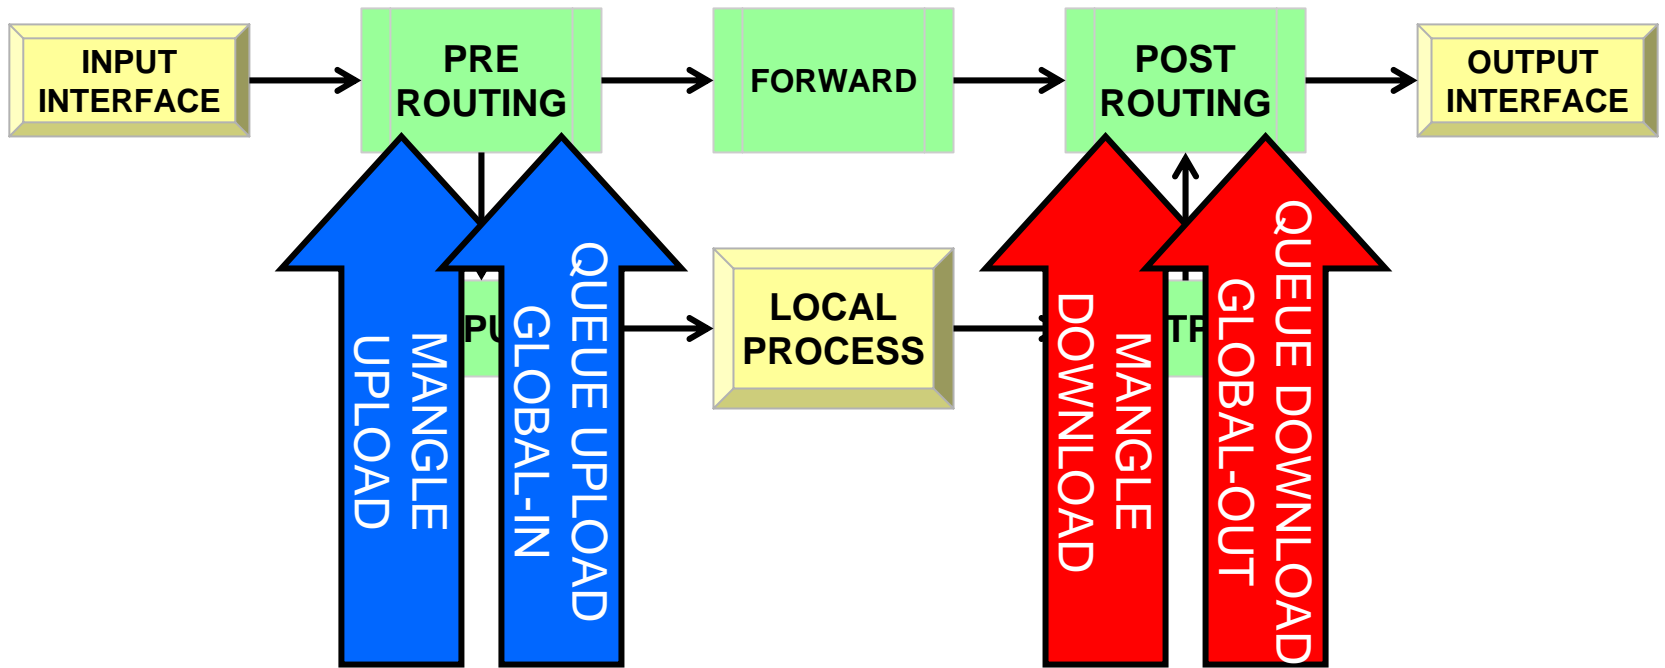 INPUT
INTERFACE
PRE
ROUTING
FORWARD
POST
ROUTING
OUTPUT
INTERFACE
LOCAL
PROCESS
MANGLE
UPLOAD
QUEUE UPLOAD
GLOBAL-IN
MANGLE
DOWNLOAD
QUEUE DOWNLOAD
GLOBAL-OUT